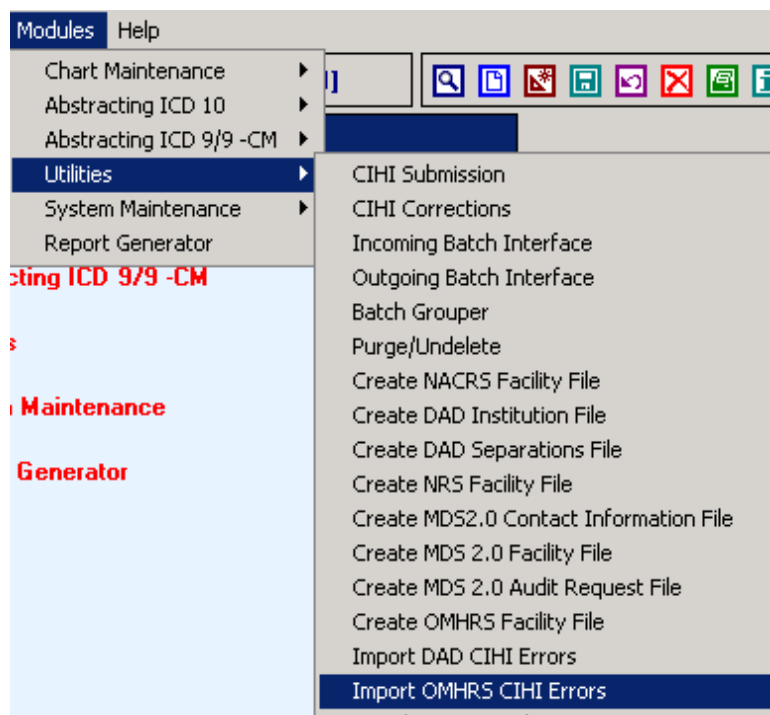 Modules Help
Chart Maintenance
Abstracting ICD 10
Abstracting ICD 9/9 -CM
Utilities
System Maintenance
Report Generator
cting ICD 9/9 -CM
s
Maintenance
Generator
CIHI Submission
CIHI Corrections
Incoming Batch Interface
Outgoing Batch Interface
Batch Grouper
Purge/Undelete
Create NACRS Facility File
Create DAD Institution File
Create DAD Separations File
Create NRS Facility File
Create MDS2.0 Contact Information File
Create MDS 2.0 Facility File
Create MDS 2.0 Audit Request File
Create OMHRS Facility File
Import DAD CIHI Errors
Import OMHRS CIHI Errors